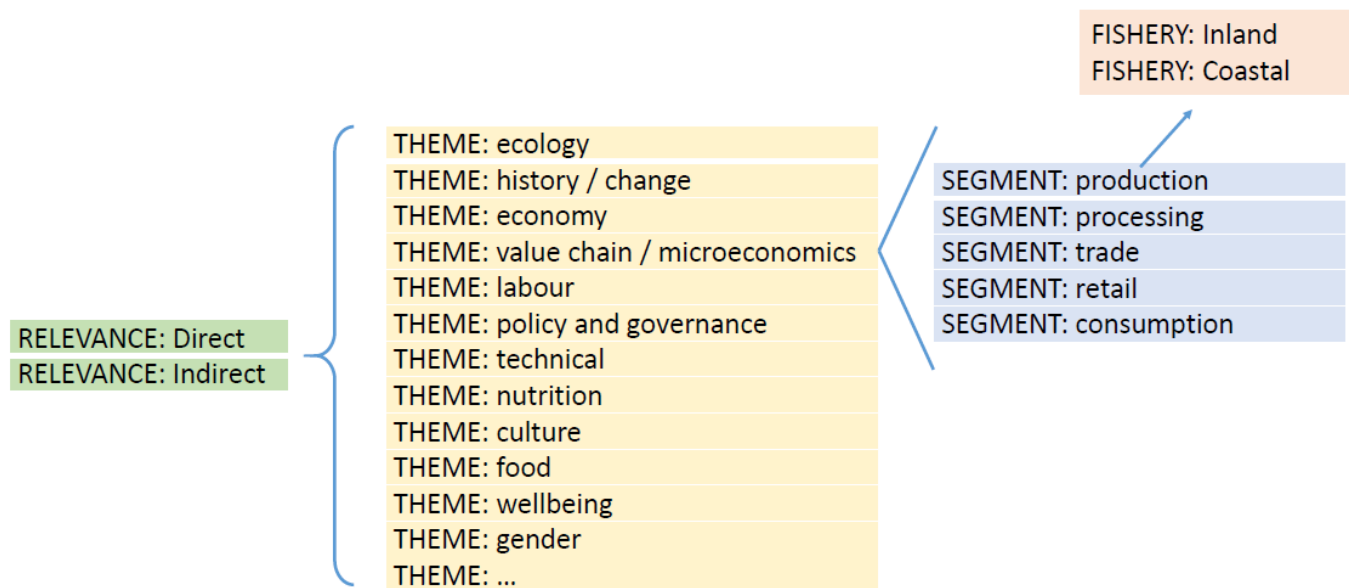 FISHERY: Inland
FISHERY: Coastal
THEME: ecology
THEME: history / change
THEME: economy
THEME: value chain / microeconomics
THEME: labour
THEME: policy and governance
THEME: technical
THEME: nutrition
THEME: culture
THEME: food
THEME: wellbeing
THEME: gender
THEME: ...
SEGMENT: production
SEGMENT: processing
SEGMENT: trade
SEGMENT: retail
SEGMENT: consumption
RELEVANCE: Direct
RELEVANCE: Indirect